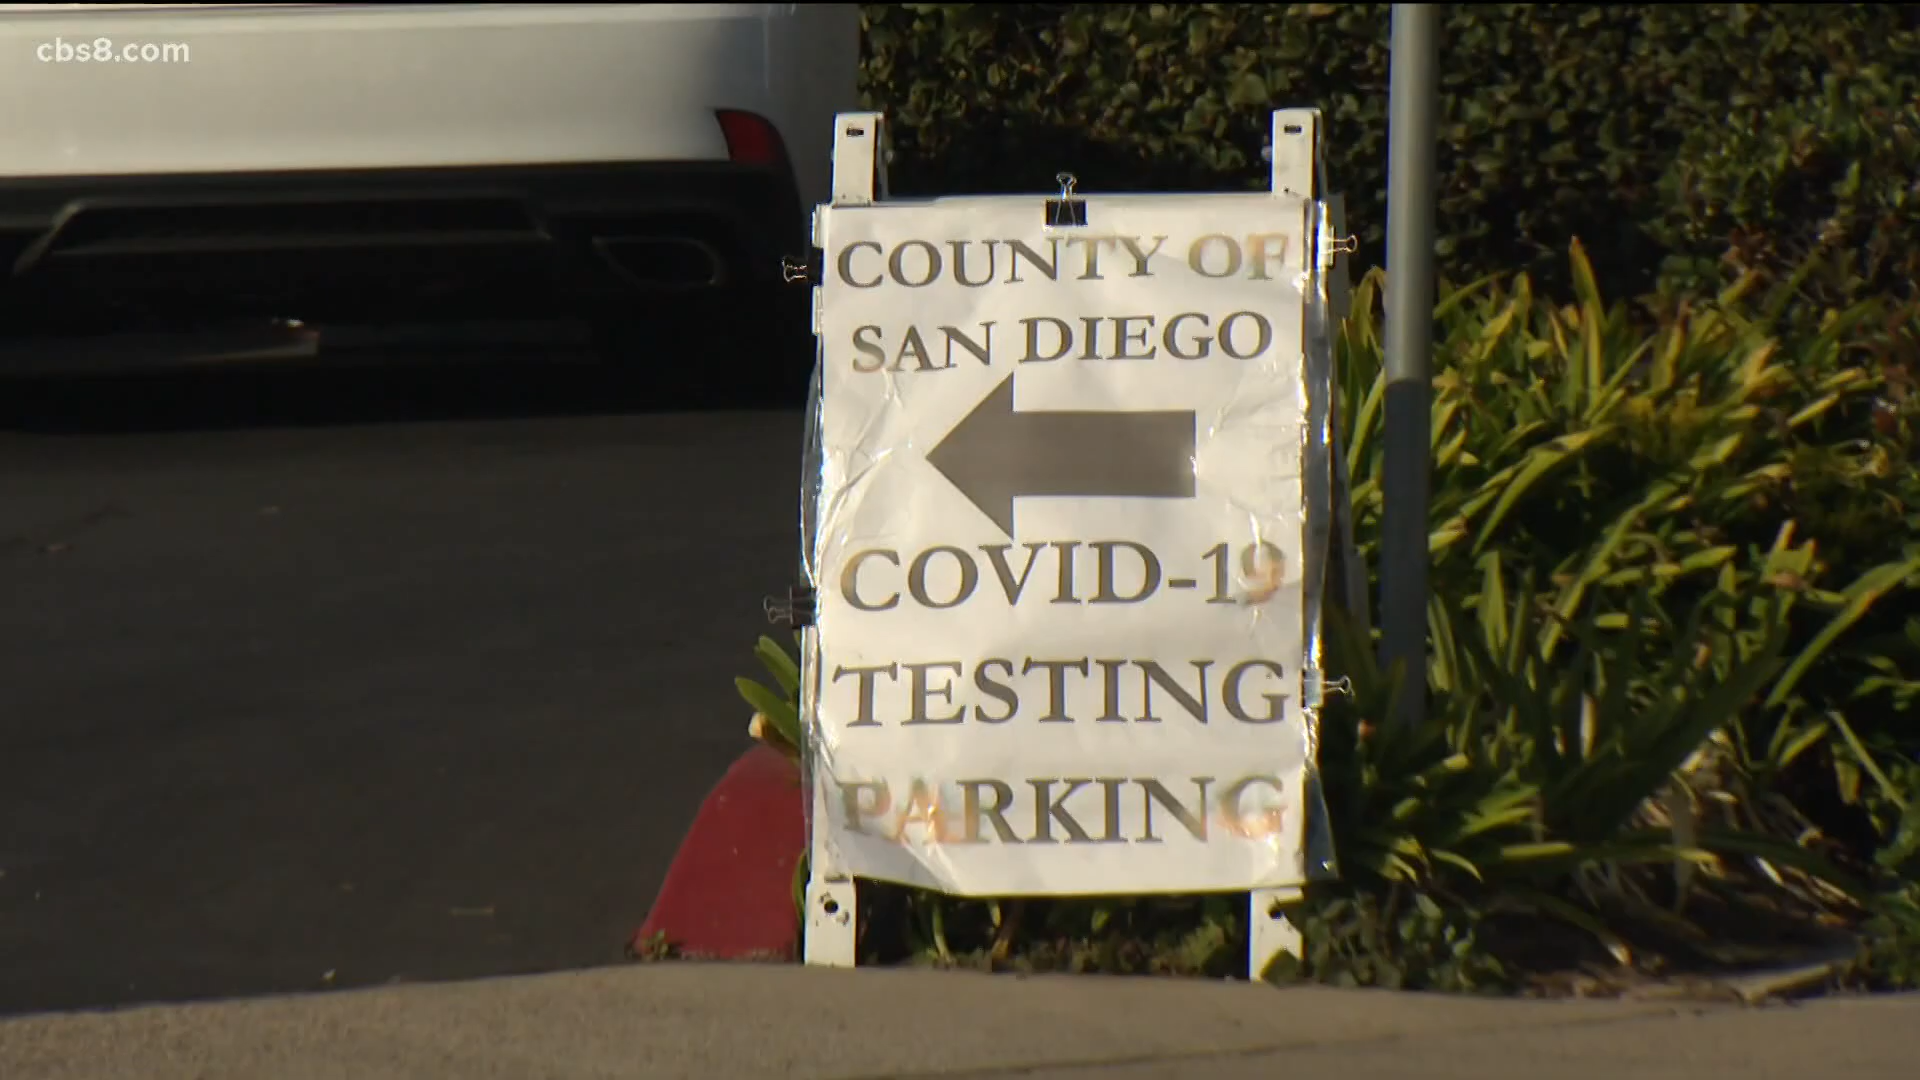 cbs8.com
COUNTY OF
SAN DIEGO
COVID-19
TESTING
PARKING